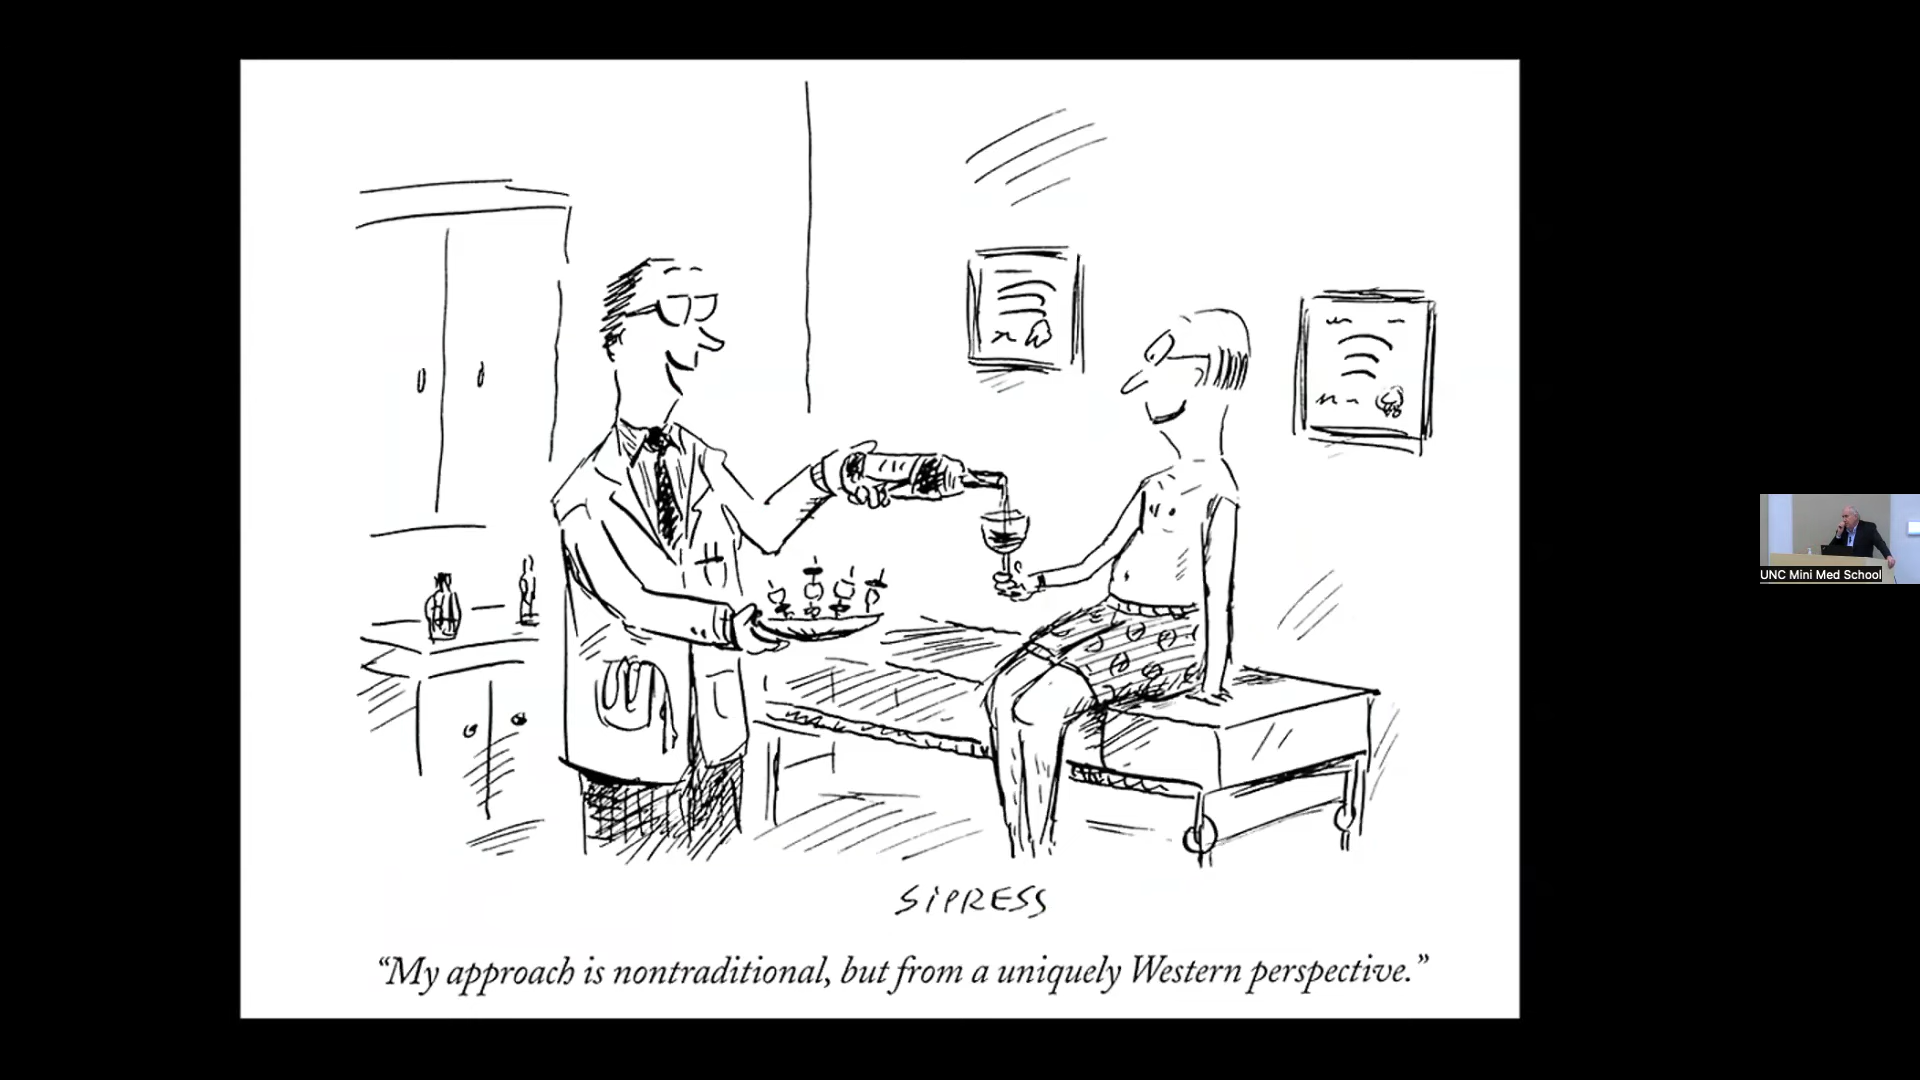 SIPRESS
“My approach is nontraditional, but from a uniquely Western perspective.”
UNC Mini Med School